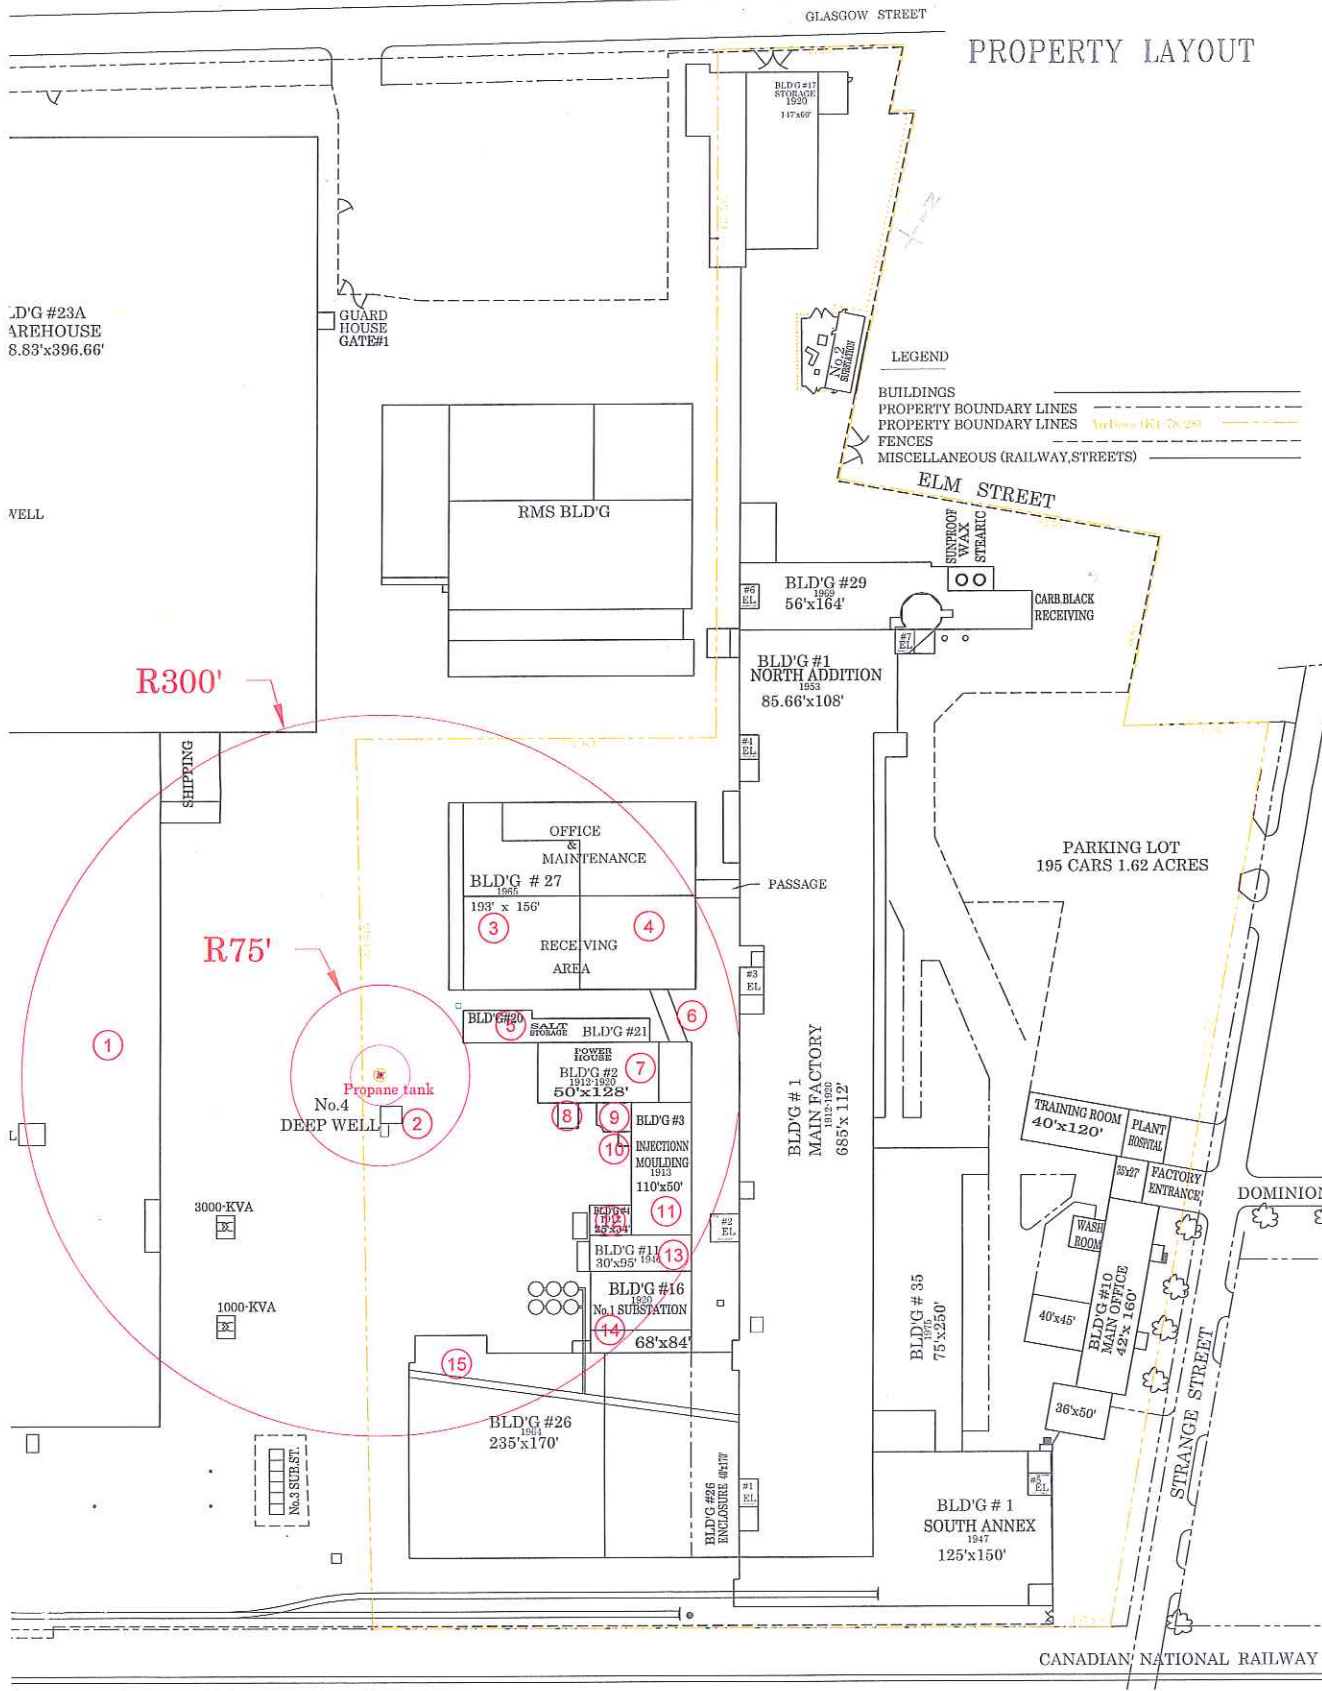 GLASGOW STREET
PROPERTY LAYOUT
BLD'G #17
STORAGE
1920
147'x60'
N
LD'G #23A
AREHOUSE
8.83'x396.66'
GUARD
HOUSE
GATE#1
No.2
SUBSTATION
LEGEND
BUILDINGS
PROPERTY BOUNDARY LINES
PROPERTY BOUNDARY LINES
FENCES
MISCELLANEOUS (RAILWAY,STREETS)
ELM STREET
WELL
RMS BLD'G
SUNPROOF
WAX
STEARIC
#6
EL
BLD'G #29
1969
56'x164'
CARB.BLACK
RECEIVING
#7
EL
BLD'G #1
NORTH ADDITION
1953
85.66'x108'
R300'
#4
EL
SHIPPING
OFFICE
&
MAINTENANCE
BLD'G # 27
1965
193' x 156'
PASSAGE
PARKING LOT
195 CARS 1.62 ACRES
3
4
RECEIVING
AREA
R75'
#3
EL
BLD'G#20
5
SALT
STORAGE
BLD'G #21
6
1
POWER
HOUSE
BLD'G #2
1912-1920
50'x128'
7
Propane tank
No.4
DEEP WELL
2
8
9
BLD'G #3
10
INJECTIONN
MOULDING
1913
110'x50'
11
BLD'G # 1
MAIN FACTORY
1912-1920
685'x 112'
TRAINING ROOM
40'x120'
PLANT
HOSPITAL
35'x27'
FACTORY
ENTRANCE
DOMINION
3000-KVA
BLD'G #4
12
25'x34'
#2
EL
WASH
ROOM
BLD'G #11
30'x95'
13
BLD'G #16
1920
No.1 SUBSTATION
14
68'x84'
1000-KVA
BLD'G # 35
1975
75'x250'
40'x45'
BLD'G #10
MAIN OFFICE
42'x 160'
15
STRANGE STREET
36'x50'
BLD'G #26
1964
235'x170'
No.3 SUB.ST.
BLD'G #26
ENCLOSURE 40'x170'
#1
EL
#5
EL
BLD'G # 1
SOUTH ANNEX
1947
125'x150'
CANADIAN NATIONAL RAILWAY